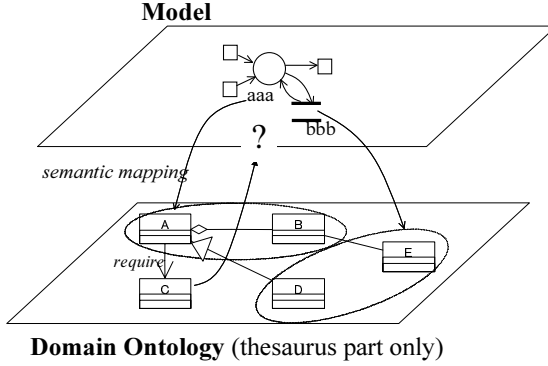 Model
aaa
bbb
?
semantic mapping
A
B
E
require
C
D
Domain Ontology (thesaurus part only)